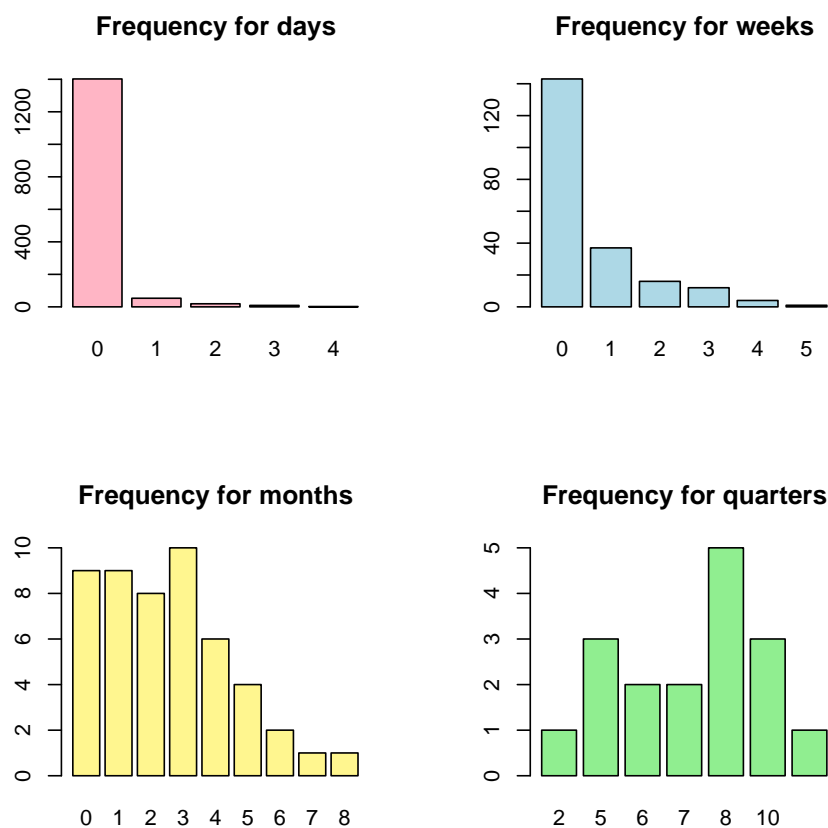 Frequency for days
1200
800
400
0
0 1 2 3 4
Frequency for weeks
120
80
40
0
0 1 2 3 4 5
Frequency for months
10
8
6
4
2
0
0 1 2 3 4 5 6 7 8
Frequency for quarters
5
4
3
2
1
0
2 5 6 7 8 10